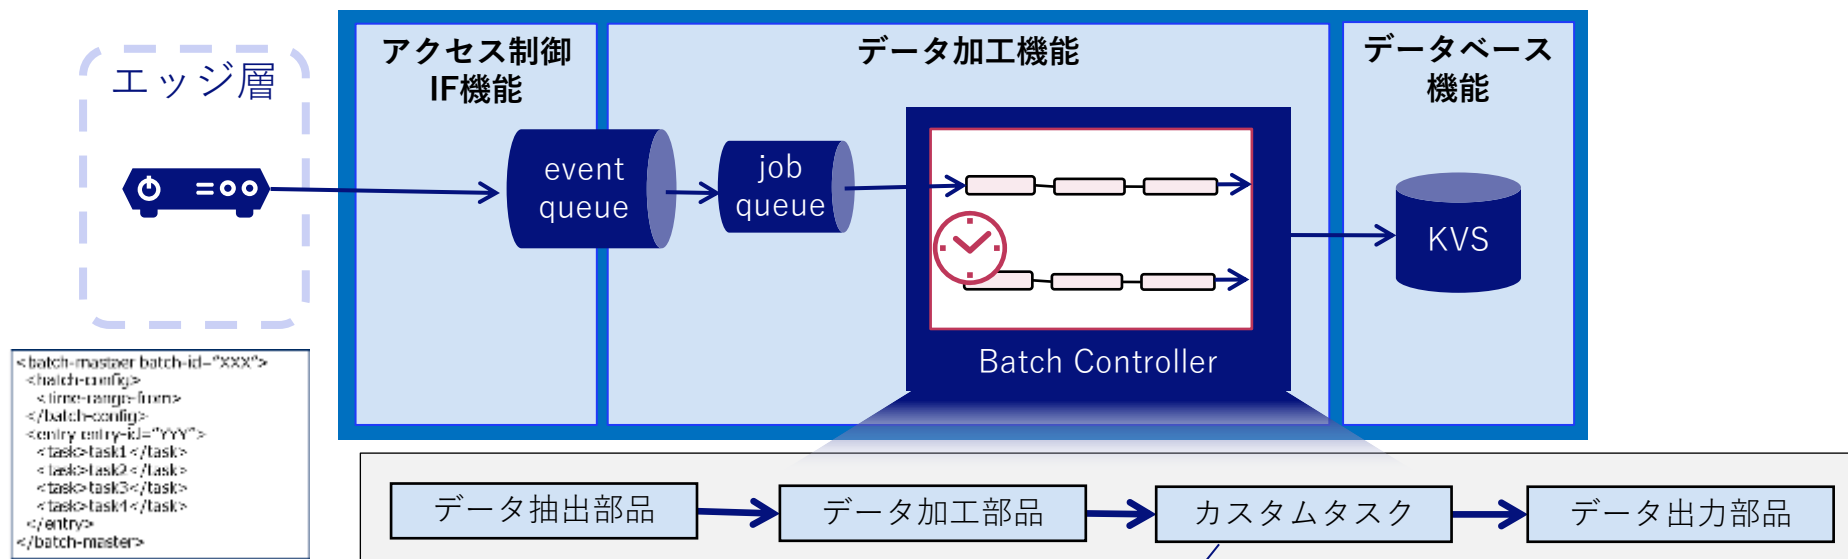 エッジ層
アクセス制御
IF機能
データ加工機能
データベース
機能
event
queue
job
queue
KVS
Batch Controller
<batch-mastaer batch-id="XXX">
<batch-config>
<time-range-from>
</batch-config>
<entry entry-id="YYY">
<task>task1</task>
<task>task2</task>
<task>task3</task>
<task>task4</task>
</entry>
</batch-master>
データ抽出部品
データ加工部品
カスタムタスク
データ出力部品